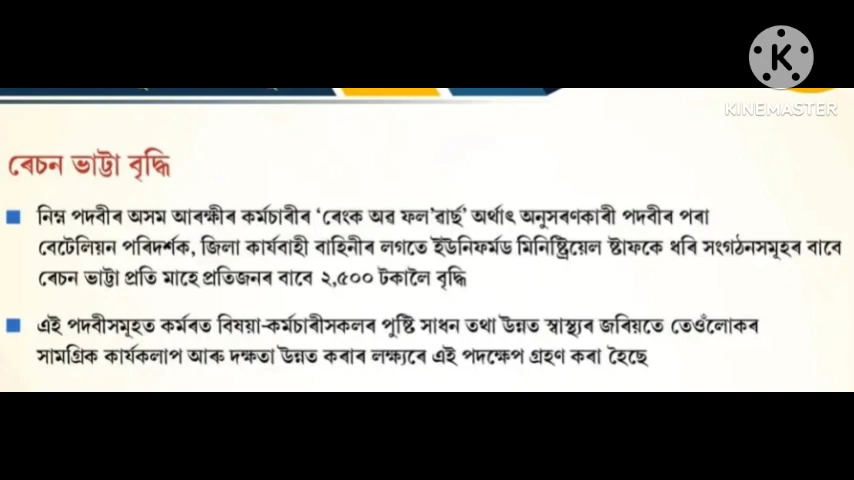 KINEMASTER
ৰেচন ভাট্টা বৃদ্ধি
নিম্ন পদবীৰ অসম আৰক্ষীৰ কৰ্মচাৰীৰ ‘ৰেংক অৱ ফল'ৱাৰ্ছ’ অৰ্থাৎ অনুসৰণকাৰী পদবীৰ পৰা
বেটেলিয়ন পৰিদৰ্শক, জিলা কাৰ্যবাহী বাহিনীৰ লগতে ইউনিফৰ্মড মিনিষ্ট্ৰিয়েল ষ্টাফকে ধৰি সংগঠনসমূহৰ বাবে
ৰেচন ভাট্টা প্ৰতি মাহে প্ৰতিজনৰ বাবে ২,৫০০ টকালৈ বৃদ্ধি
এই পদবীসমূহত কৰ্মৰত বিষয়া-কৰ্মচাৰীসকলৰ পুষ্টি সাধন তথা উন্নত স্বাস্থ্যৰ জৰিয়তে তেওঁলোকৰ
সামগ্ৰিক কাৰ্যকলাপ আৰু দক্ষতা উন্নত কৰাৰ লক্ষ্যৰে এই পদক্ষেপ গ্ৰহণ কৰা হৈছে